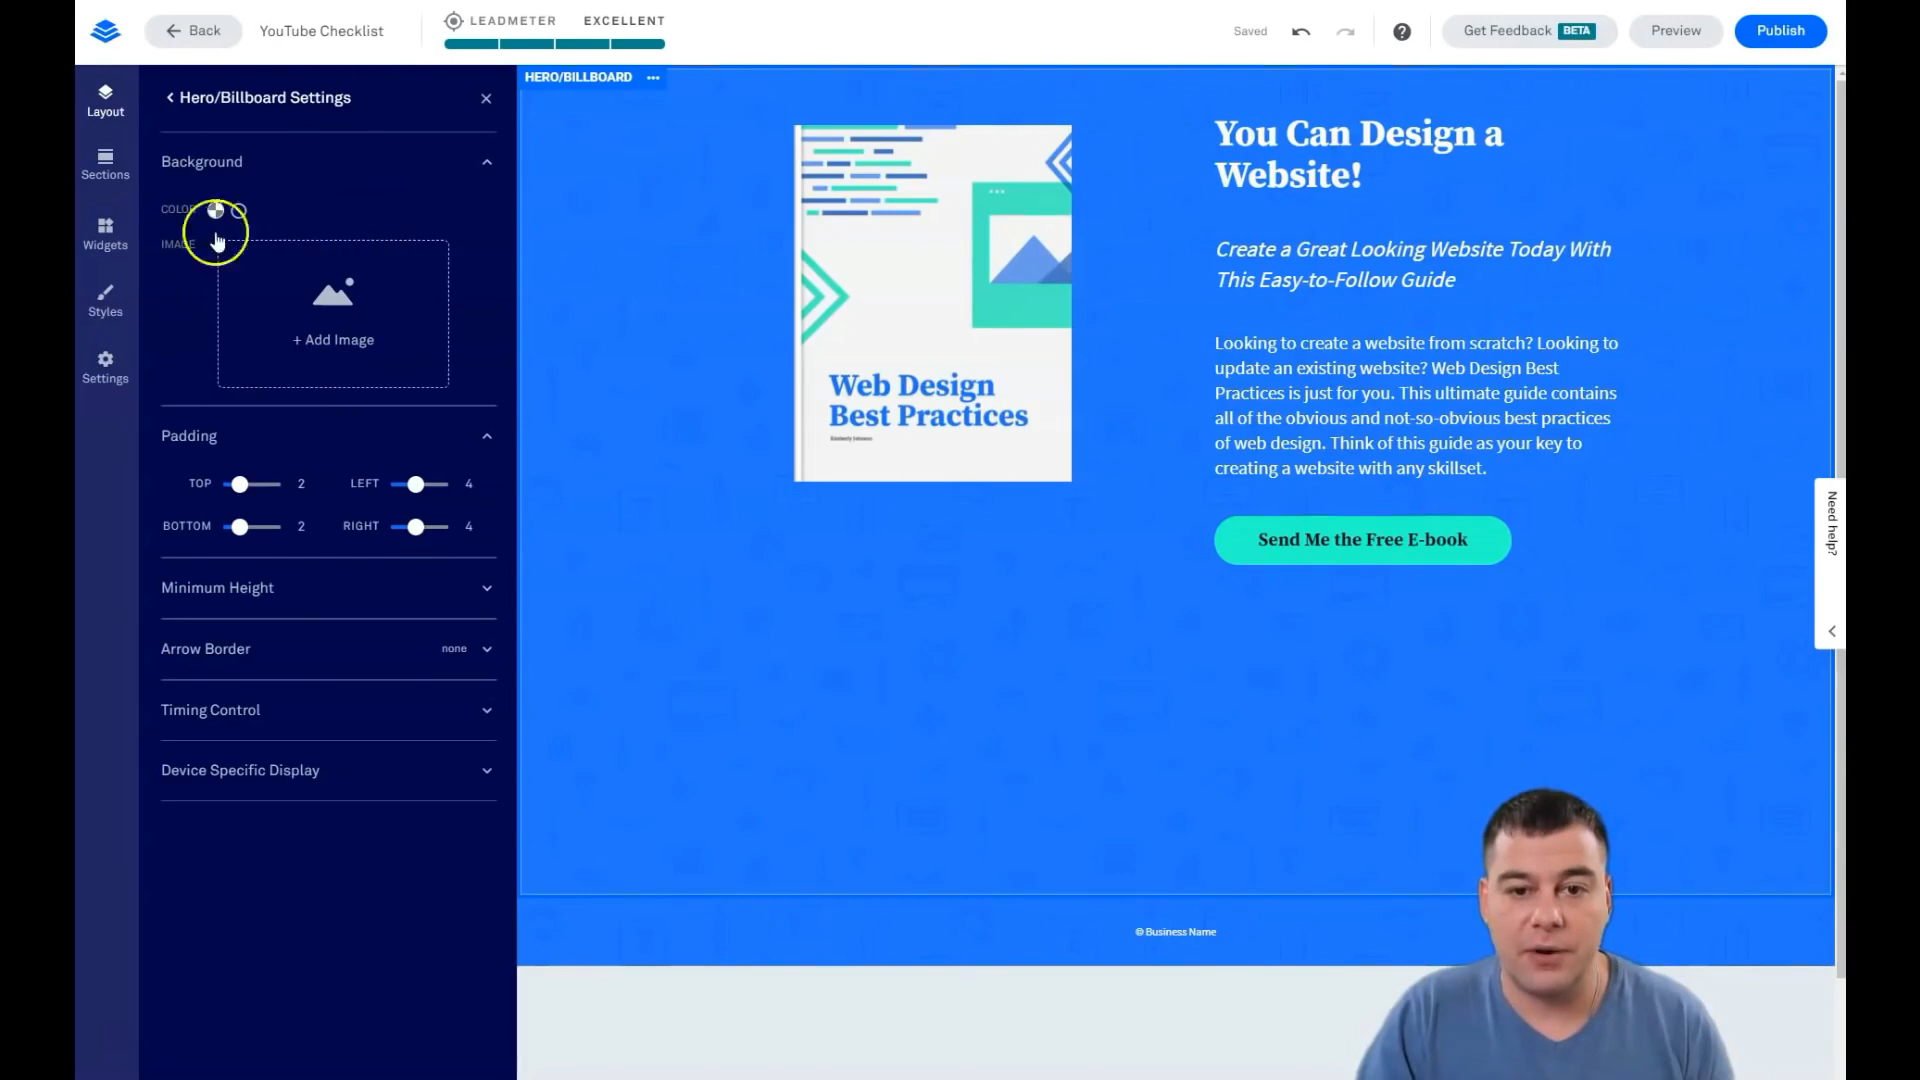 Back
YouTube Checklist
LEADMETER
EXCELLENT
Saved
Get Feedback BETA
Preview
Publish
Layout
Sections
Widgets
Styles
Settings
Hero/Billboard Settings
Background
COLOR
IMAGE
+ Add Image
Padding
TOP 2 LEFT 4
BOTTOM 2 RIGHT 4
Minimum Height
Arrow Border none
Timing Control
Device Specific Display
HERO/BILLBOARD
Web Design
Best Practices
Kimberly Johnson
You Can Design a
Website!
Create a Great Looking Website Today With
This Easy-to-Follow Guide
Looking to create a website from scratch? Looking to
update an existing website? Web Design Best
Practices is just for you. This ultimate guide contains
all of the obvious and not-so-obvious best practices
of web design. Think of this guide as your key to
creating a website with any skillset.
Send Me the Free E-book
© Business Name
Need help?